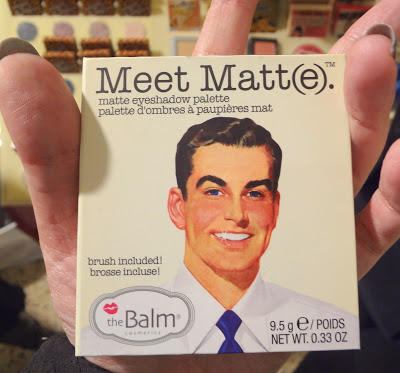 Meet Matt(e).™
matte eyeshadow palette
palette d'ombres à paupières mat
brush included!
brosse incluse!
theBalm®
cosmetics
9.5 g e / POIDS
NET WT. 0.33 OZ